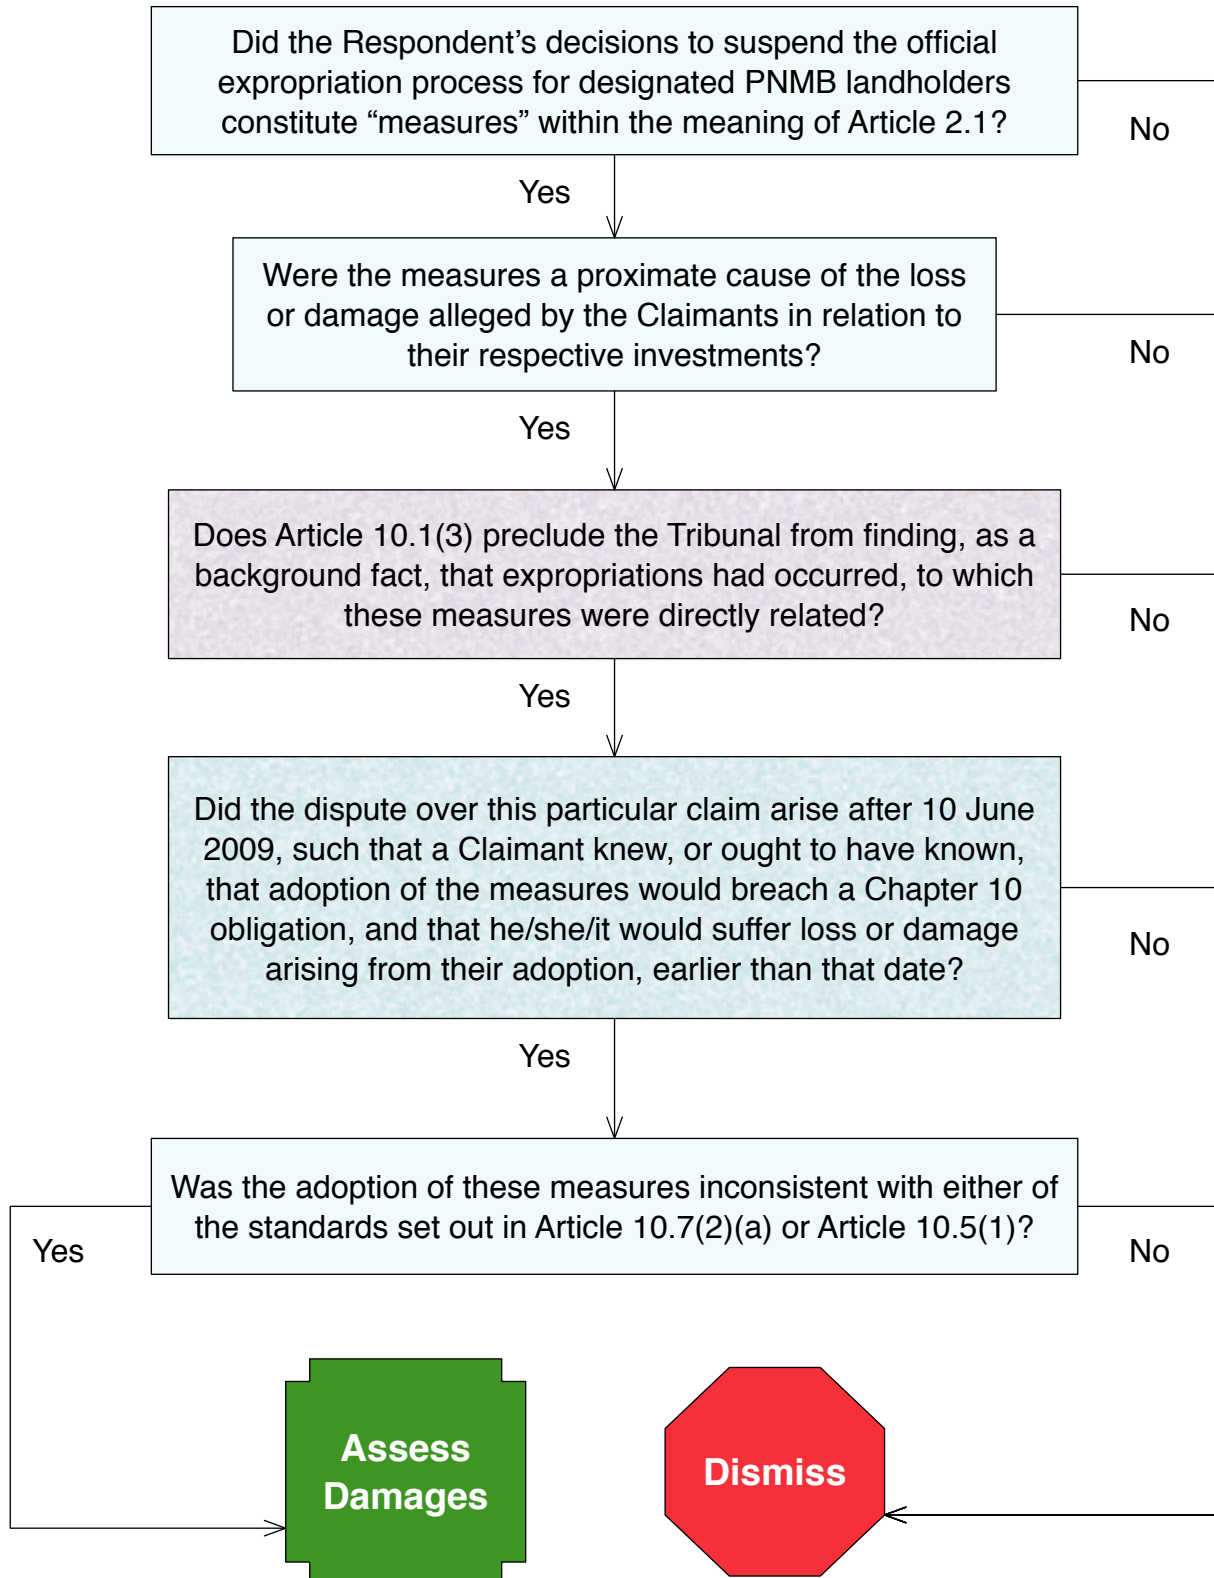 Did the Respondent’s decisions to suspend the official
expropriation process for designated PNMB landholders
constitute “measures” within the meaning of Article 2.1?
No
Yes
Were the measures a proximate cause of the loss
or damage alleged by the Claimants in relation to
their respective investments?
No
Yes
Does Article 10.1(3) preclude the Tribunal from finding, as a
background fact, that expropriations had occurred, to which
these measures were directly related?
No
Yes
Did the dispute over this particular claim arise after 10 June
2009, such that a Claimant knew, or ought to have known,
that adoption of the measures would breach a Chapter 10
obligation, and that he/she/it would suffer loss or damage
arising from their adoption, earlier than that date?
No
Yes
Was the adoption of these measures inconsistent with either of
the standards set out in Article 10.7(2)(a) or Article 10.5(1)?
Yes
No
Assess
Damages
Dismiss